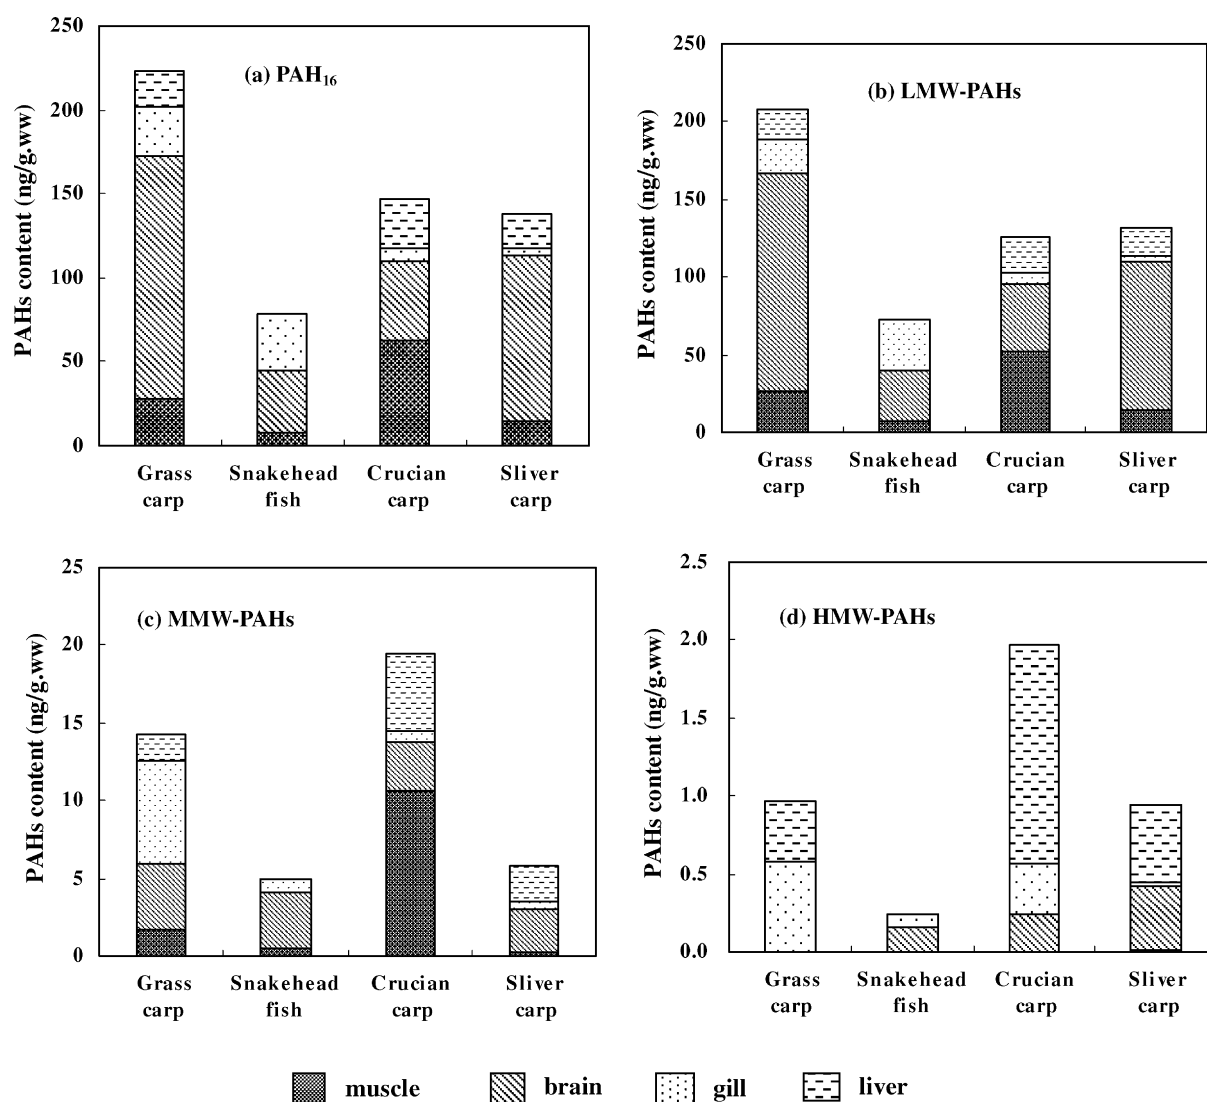 250
200
150
100
50
0
PAHs content (ng/g.ww)
(a) PAH₁₆
Grass carp
Snakehead fish
Crucian carp
Sliver carp
250
200
150
100
50
0
PAHs content (ng/g.ww)
(b) LMW-PAHs
Grass carp
Snakehead fish
Crucian carp
Sliver carp
25
20
15
10
5
0
PAHs content (ng/g.ww)
(c) MMW-PAHs
Grass carp
Snakehead fish
Crucian carp
Sliver carp
2.5
2.0
1.5
1.0
0.5
0.0
PAHs content (ng/g.ww)
(d) HMW-PAHs
Grass carp
Snakehead fish
Crucian carp
Sliver carp
muscle brain gill liver